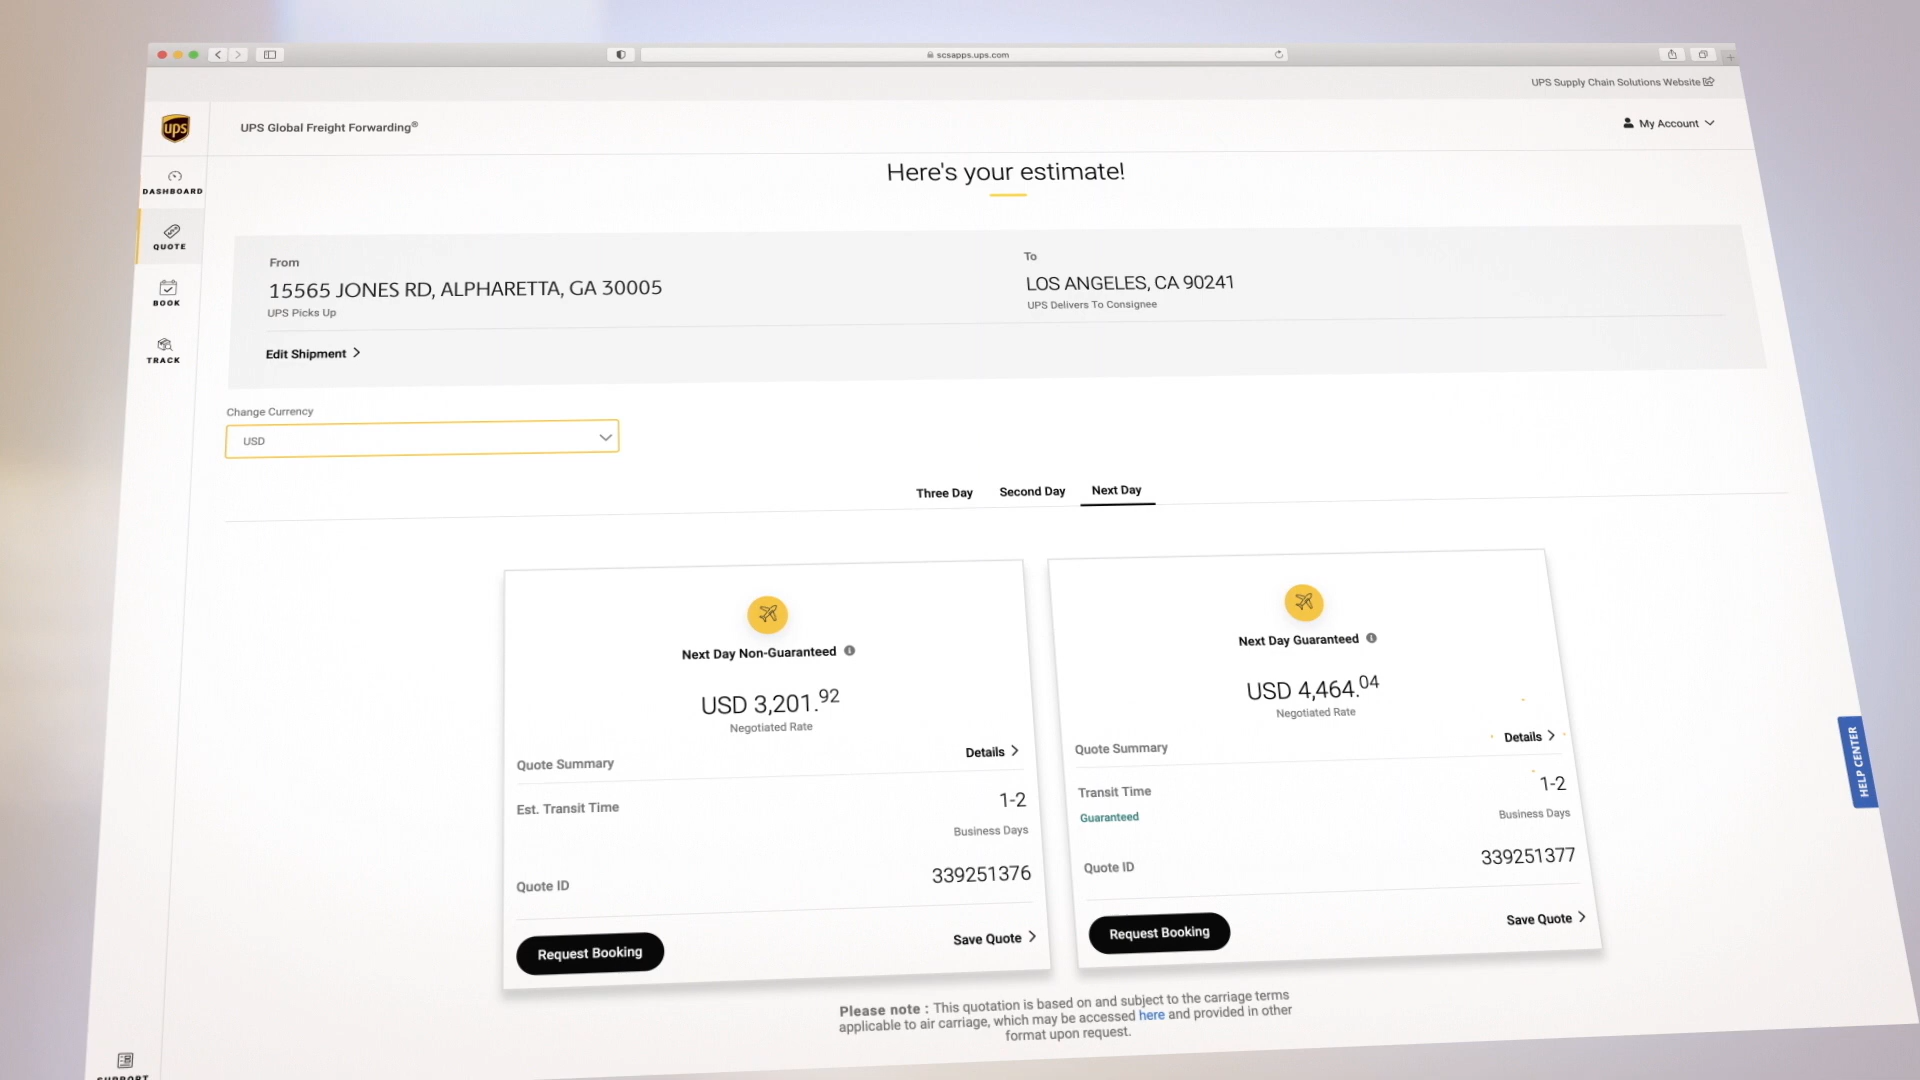 scsapps.ups.com
UPS Supply Chain Solutions Website
ups
UPS Global Freight Forwarding®
My Account
DASHBOARD
QUOTE
BOOK
TRACK
SUPPORT
Here's your estimate!
From
15565 JONES RD, ALPHARETTA, GA 30005
UPS Picks Up
To
LOS ANGELES, CA 90241
UPS Delivers To Consignee
Edit Shipment
Change Currency
USD
Three Day
Second Day
Next Day
Next Day Non-Guaranteed
USD 3,201.92
Negotiated Rate
Quote Summary
Details
Est. Transit Time
1-2
Business Days
Quote ID
339251376
Request Booking
Save Quote
Next Day Guaranteed
USD 4,464.04
Negotiated Rate
Quote Summary
Details
Transit Time
1-2
Guaranteed
Business Days
Quote ID
339251377
Request Booking
Save Quote
HELP CENTER
Please note : This quotation is based on and subject to the carriage terms
applicable to air carriage, which may be accessed here and provided in other
format upon request.